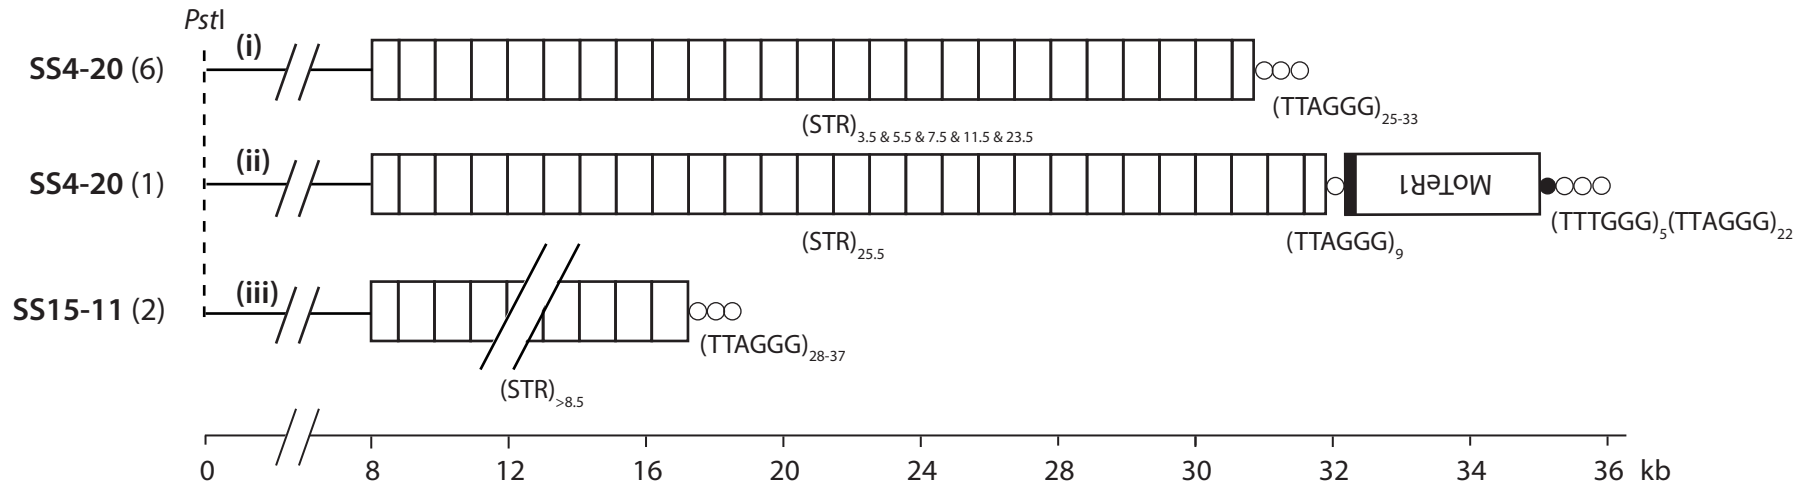 PstI
SS4-20 (6) (i)
(TTAGGG)25-33
(STR)3.5 & 5.5 & 7.5 & 11.5 & 23.5
SS4-20 (1) (ii) MoTeR1
(TTTGGG)5(TTAGGG)22
(STR)25.5 (TTAGGG)9
SS15-11 (2) (iii)
(TTAGGG)28-37
(STR)>8.5
0 8 12 16 20 24 28 30 32 34 36 kb